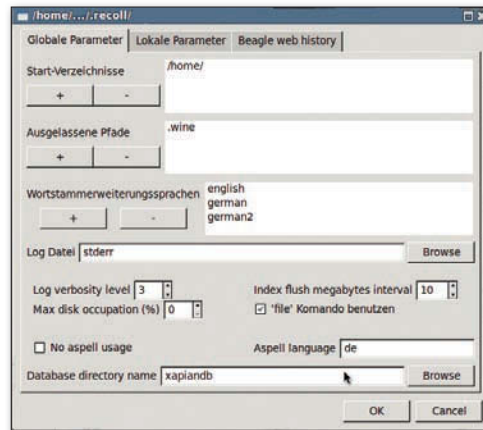 /home/.../.recoll/
Globale Parameter Lokale Parameter Beagle web history
Start-Verzeichnisse
/home/
+ -
Ausgelassene Pfade
.wine
+ -
Wortstammerweiterungssprachen
english
german
german2
+ -
Log Datei stderr Browse
Log verbosity level 3 Index flush megabytes interval 10
Max disk occupation (%) 0 'file' Komando benutzen
No aspell usage Aspell language de
Database directory name xapiandb Browse
OK Cancel